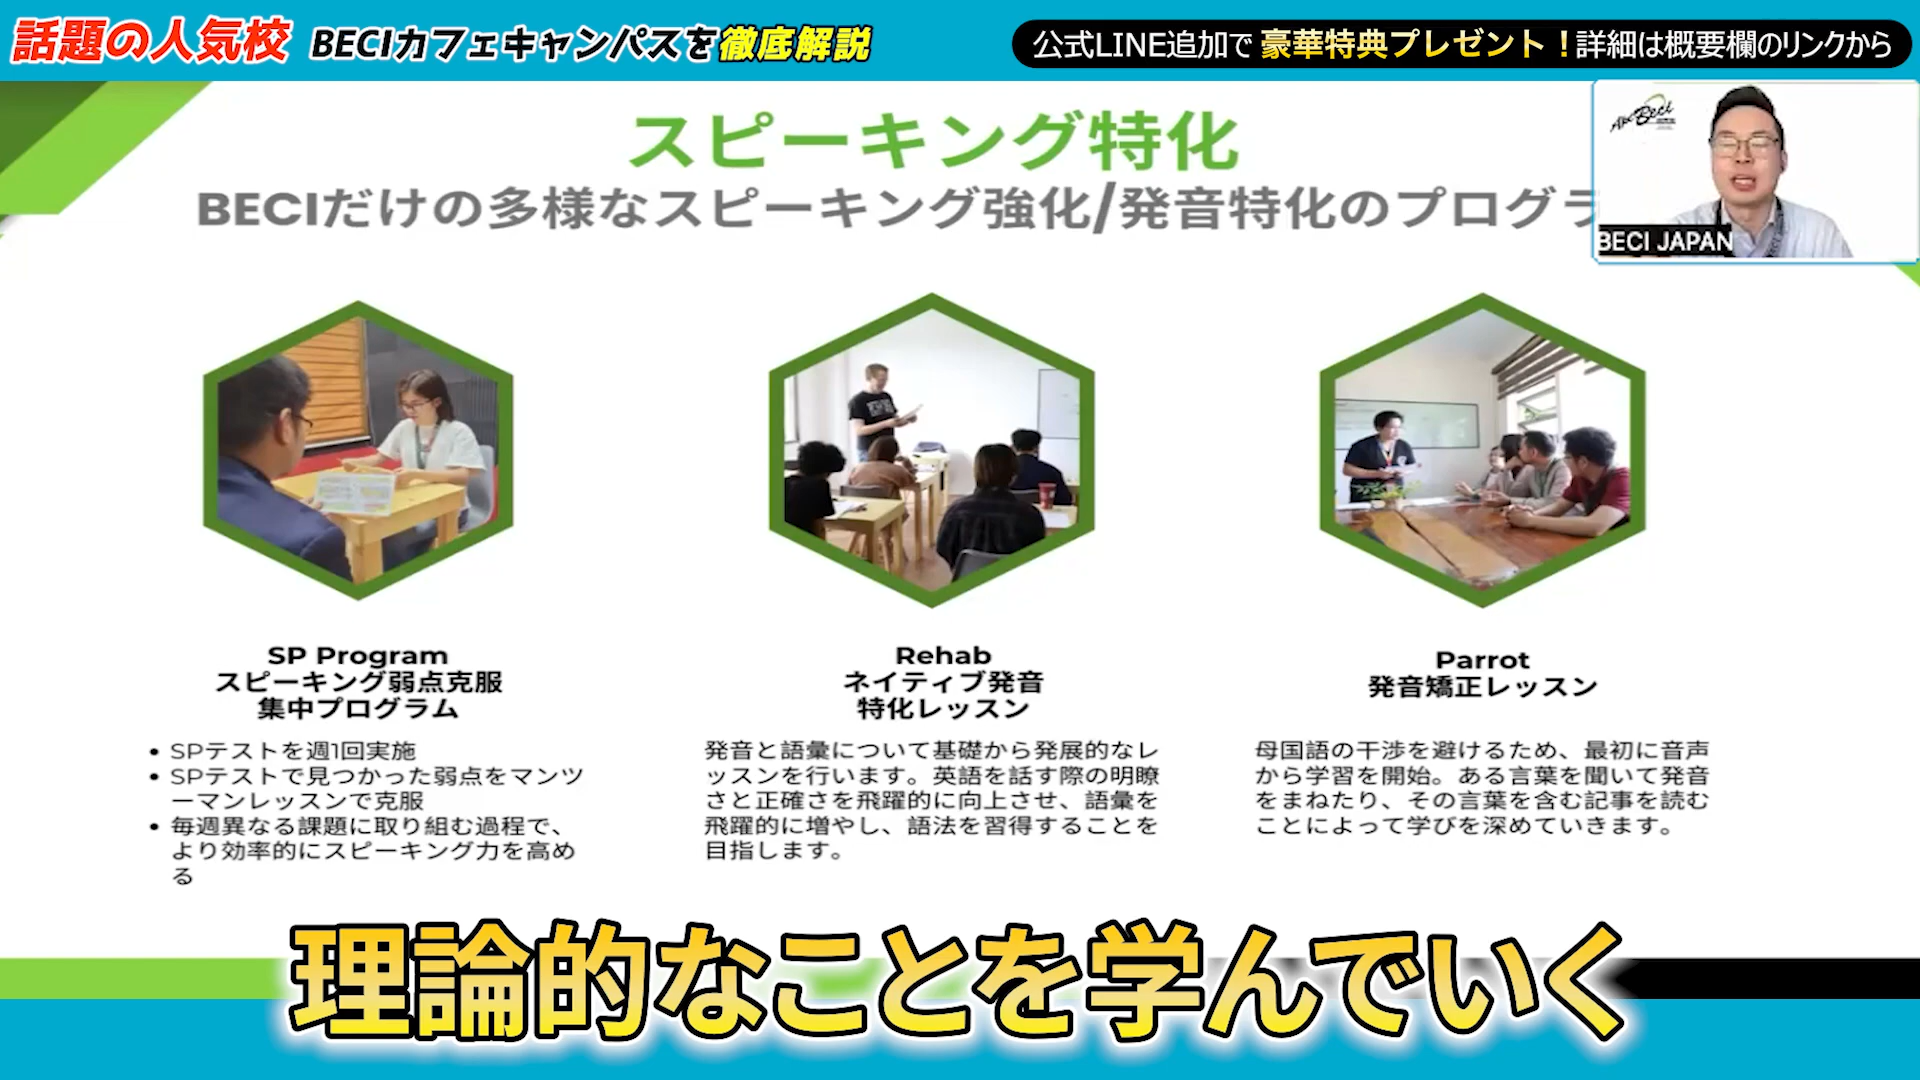 話題の人気校 BECIカフェキャンパスを徹底解説
公式LINE追加で 豪華特典プレゼント！詳細は概要欄のリンクから
スピーキング特化
BECIだけの多様なスピーキング強化/発音特化のプログラ
Beci
BECI JAPAN
SP Program
スピーキング弱点克服
集中プログラム
• SPテストを週1回実施
• SPテストで見つかった弱点をマンツ
ーマンレッスンで克服
• 毎週異なる課題に取り組む過程で、
より効率的にスピーキング力を高め
る
Rehab
ネイティブ発音
特化レッスン
発音と語彙について基礎から発展的なレ
ッスンを行います。英語を話す際の明瞭
さと正確さを飛躍的に向上させ、語彙を
飛躍的に増やし、語法を習得することを
目指します。
Parrot
発音矯正レッスン
母国語の干渉を避けるため、最初に音声
から学習を開始。ある言葉を聞いて発音
をまねたり、その言葉を含む記事を読む
ことによって学びを深めていきます。
理論的なことを学んでいく